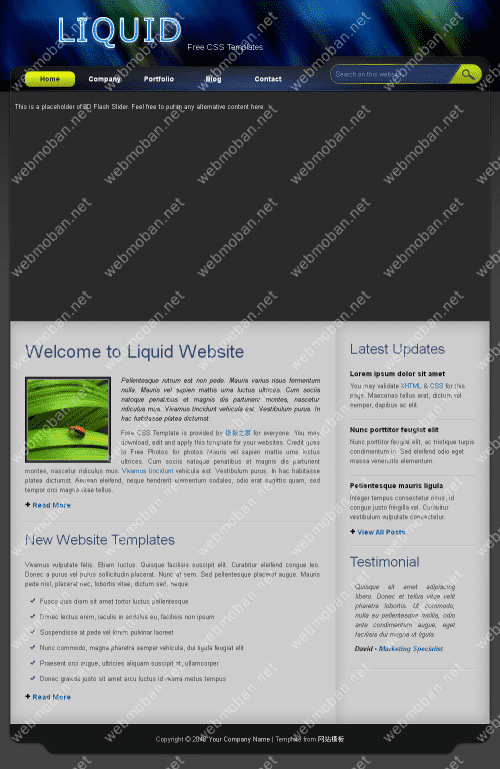 LIQUID
Free CSS Templates
Home Company Portfolio Blog Contact
Search on this website
This is a placeholder of 3D Flash Slider. Feel free to put in any alternative content here.
Welcome to Liquid Website
Pellentesque rutrum est non pede. Mauris varius risus fermentum
nulla. Mauris vel sapien mattis urna luctus ultrices. Cum sociis
natoque penatibus et magnis dis parturient montes, nascetur
ridiculus mus. Vivamus tincidunt vehicula est. Vestibulum purus. In
hac habitasse platea dictumst.
Free CSS Template is provided by 模板之家 for everyone. You may
download, edit and apply this template for your websites. Credit goes
to Free Photos for photos. Mauris vel sapien mattis urna luctus
ultrices. Cum sociis natoque penatibus et magnis dis parturient
montes, nascetur ridiculus mus. Vivamus tincidunt vehicula est. Vestibulum purus. In hac habitasse
platea dictumst. Aenean eleifend, neque hendrerit elementum sodales, odio erat sagittis quam, sed
tempor orci magna vitae tellus.
Read More
New Website Templates
Vivamus vulputate felis. Etiam luctus. Quisque facilisis suscipit elit. Curabitur eleifend congue leo.
Donec a purus vel purus sollicitudin placerat. Nunc at sem. Sed pellentesque placerat augue. Mauris
pede nisl, placerat nec, lobortis vitae, dictum sed, neque.
Fusce quis diam sit amet tortor luctus pellentesque
Donec lectus enim, iaculis in sodales eu, facilisis non ipsum
Suspendisse at pede vel lorem pulvinar laoreet
Nunc commodo, magna pharetra semper vehicula, dui ligula feugiat elit
Praesent orci augue, ultricies aliquam suscipit nt, ullamcorper
Donec gravida justo sit amet arcu luctus id viverra metus tempus
Read More
Latest Updates
Lorem ipsum dolor sit amet
You may validate XHTML & CSS for this
page. Maecenas tellus erat, dictum vel
semper, dapibus ac elit.
Nunc porttitor feugiat elit
Nunc porttitor feugiat elit, ac tristique turpis
condimentum in. Sed eleifend odio eget
massa venenatis elementum.
Pellentesque mauris ligula
Integer tempus consectetur risus, id
congue justo fringilla vel. Curabitur
vestibulum vulputate consectetur.
View All Posts
Testimonial
Quisque sit amet adipiscing
libero. Donec et tellus vitae velit
pharetra lobortis. Ut commodo,
nulla eu pellentesque mollis, odio
ante condimentum augue, eget
facilisis dui magna ut ligula.
David - Marketing Specialist
Copyright © 2048 Your Company Name | Template from 网站模板
webmoban.net